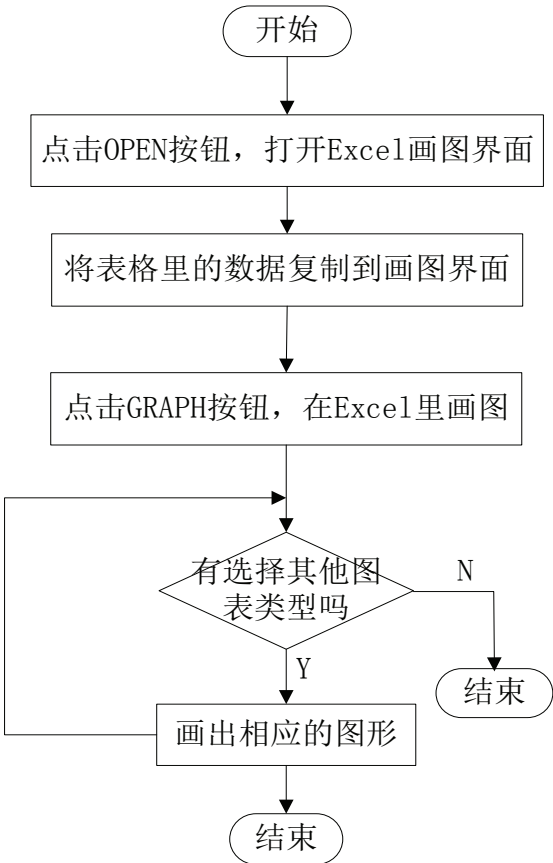 开始
点击OPEN按钮，打开Excel画图界面
将表格里的数据复制到画图界面
点击GRAPH按钮，在Excel里画图
有选择其他图
表类型吗
N
Y
结束
画出相应的图形
结束